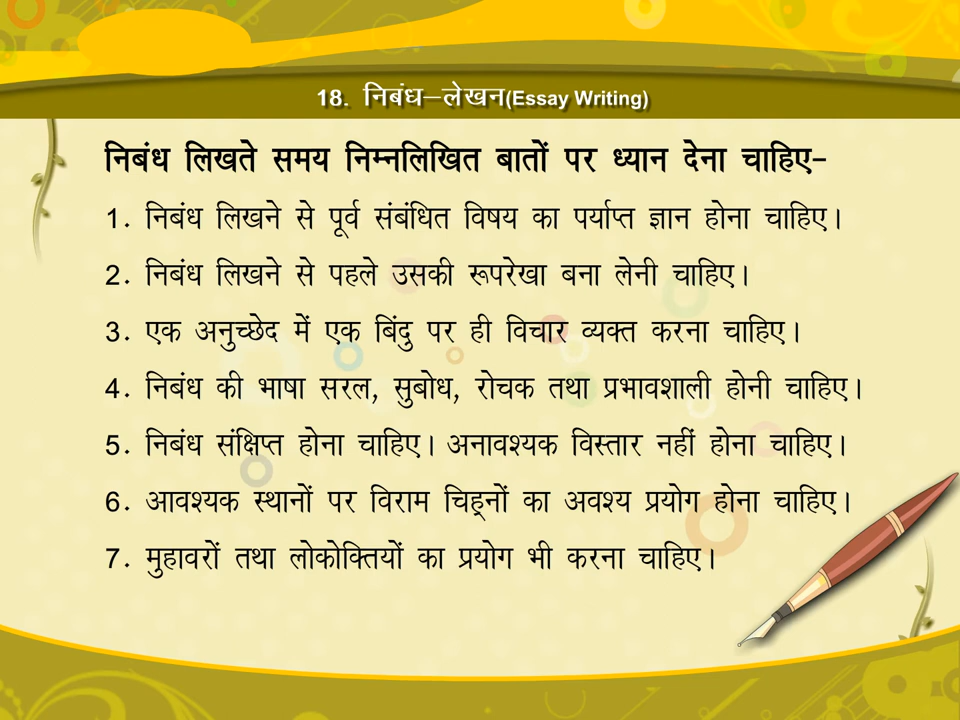 18. निबंध–लेखन(Essay Writing)
निबंध लिखते समय निम्नलिखित बातों पर ध्यान देना चाहिए-
1. निबंध लिखने से पूर्व संबंधित विषय का पर्याप्त ज्ञान होना चाहिए।
2. निबंध लिखने से पहले उसकी रूपरेखा बना लेनी चाहिए।
3. एक अनुच्छेद में एक बिंदु पर ही विचार व्यक्त करना चाहिए।
4. निबंध की भाषा सरल, सुबोध, रोचक तथा प्रभावशाली होनी चाहिए।
5. निबंध संक्षिप्त होना चाहिए। अनावश्यक विस्तार नहीं होना चाहिए।
6. आवश्यक स्थानों पर विराम चिह्नों का अवश्य प्रयोग होना चाहिए।
7. मुहावरों तथा लोकोक्तियों का प्रयोग भी करना चाहिए।